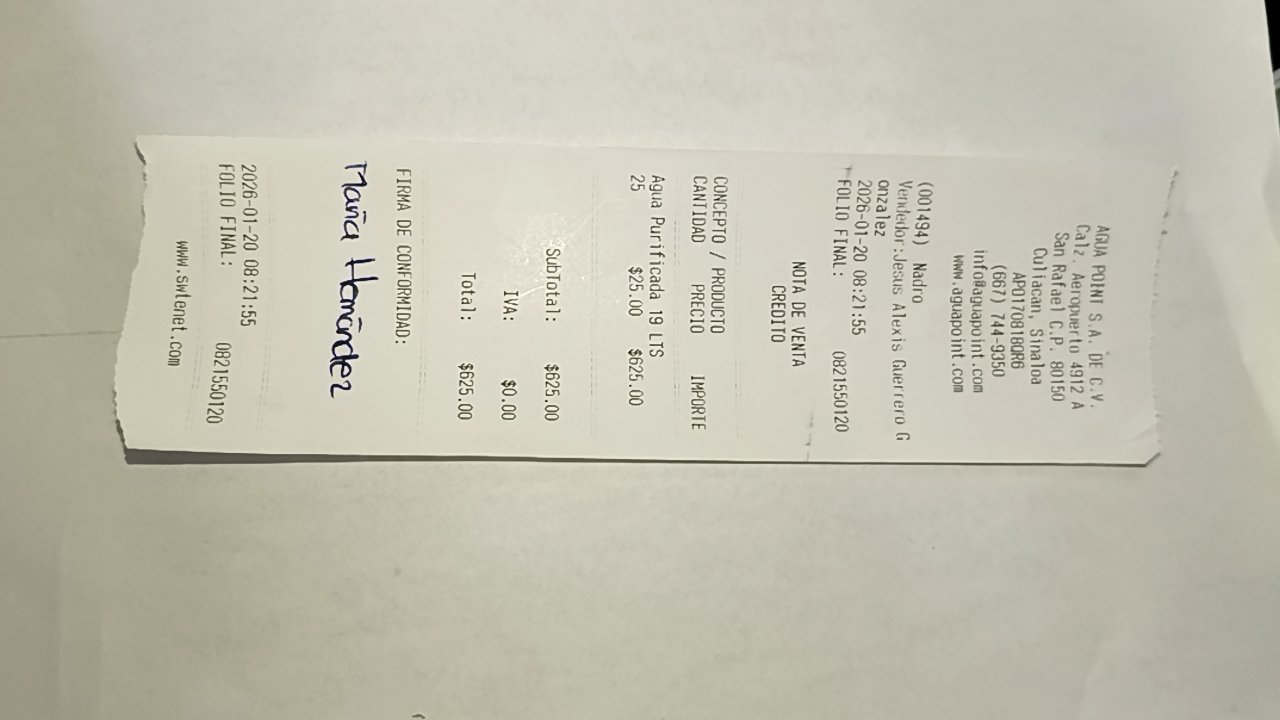 AGUA POINT S.A. DE C.V.
Calz. Aeropuerto 4912 A
San Rafael C.P. 80150
Culiacan, Sinaloa
APO170818QR6
(667) 744-9350
info@aguapoint.com
www.aguapoint.com
(001494) Nadro
Vendedor:Jesus Alexis Guerrero G
onzalez
2026-01-20 08:21:55
FOLIO FINAL: 0821550120
NOTA DE VENTA
CREDITO
CONCEPTO / PRODUCTO
CANTIDAD PRECIO IMPORTE
Agua Purificada 19 LTS
25 $25.00 $625.00
SubTotal: $625.00
IVA: $0.00
Total: $625.00
FIRMA DE CONFORMIDAD:
María Hernández
2026-01-20 08:21:55
FOLIO FINAL: 0821550120
www.swtonet.com